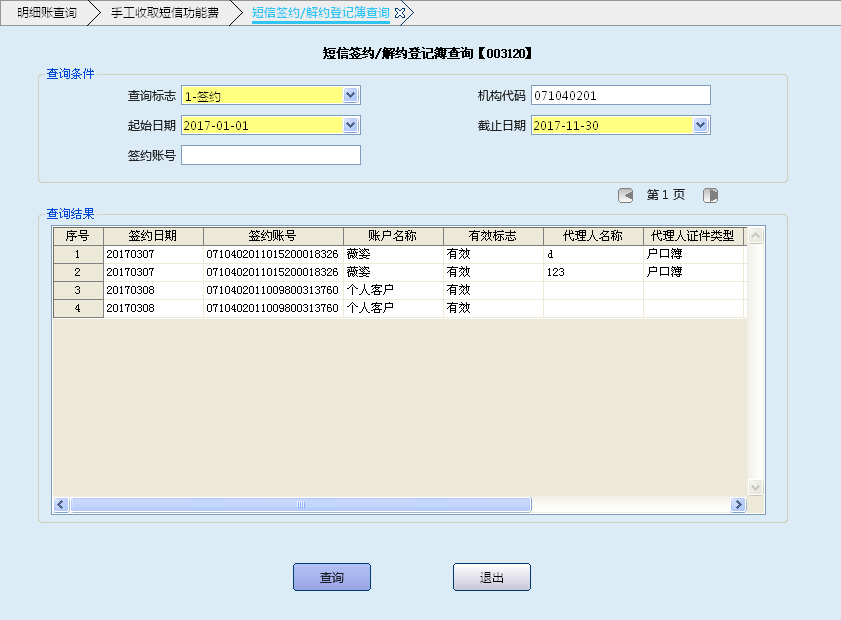 明细账查询 手工收取短信功能费 短信签约/解约登记簿查询
短信签约/解约登记簿查询【003120】
查询条件
查询标志 1-签约 机构代码 071040201
起始日期 2017-01-01 截止日期 2017-11-30
签约账号
第 1 页
查询结果
序号 签约日期 签约账号 账户名称 有效标志 代理人名称 代理人证件类型
1 20170307 0710402011015200018326 薇姿 有效 d 户口簿
2 20170307 0710402011015200018326 薇姿 有效 123 户口簿
3 20170308 0710402011009800313760 个人客户 有效
4 20170308 0710402011009800313760 个人客户 有效
查询 退出